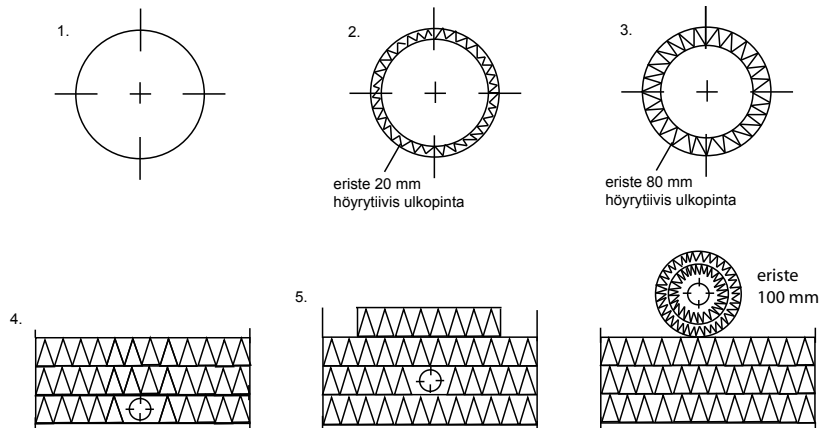 1.
2.
3.
eriste 20 mm
höyrytiivis ulkopinta
eriste 80 mm
höyrytiivis ulkopinta
4.
5.
eriste
100 mm